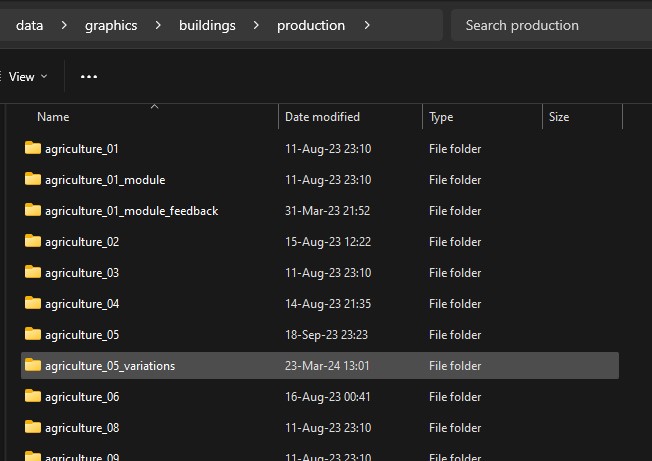 data > graphics > buildings > production > Search production
View
Name Date modified Type Size
agriculture_01 11-Aug-23 23:10 File folder
agriculture_01_module 11-Aug-23 23:10 File folder
agriculture_01_module_feedback 31-Mar-23 21:52 File folder
agriculture_02 15-Aug-23 12:22 File folder
agriculture_03 11-Aug-23 23:10 File folder
agriculture_04 14-Aug-23 21:35 File folder
agriculture_05 18-Sep-23 23:23 File folder
agriculture_05_variations 23-Mar-24 13:01 File folder
agriculture_06 16-Aug-23 00:41 File folder
agriculture_08 11-Aug-23 23:10 File folder
agriculture_09 11-Aug-23 23:10 File folder